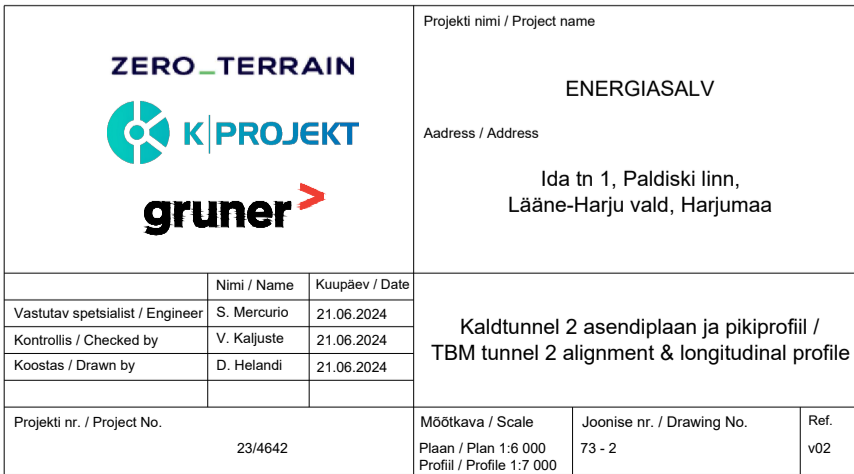 ZERO_TERRAIN
K|PROJEKT
gruner>
Projekti nimi / Project name
ENERGIASALV
Aadress / Address
Ida tn 1, Paldiski linn,
Lääne-Harju vald, Harjumaa
Nimi / Name Kuupäev / Date
Vastutav spetsialist / Engineer S. Mercurio 21.06.2024
Kontrollis / Checked by V. Kaljuste 21.06.2024
Koostas / Drawn by D. Helandi 21.06.2024
Kaldtunnel 2 asendiplaan ja pikiprofiil /
TBM tunnel 2 alignment & longitudinal profile
Projekti nr. / Project No.
23/4642
Mõõtkava / Scale
Plaan / Plan 1:6 000
Profiil / Profile 1:7 000
Joonise nr. / Drawing No.
73 - 2
Ref.
v02